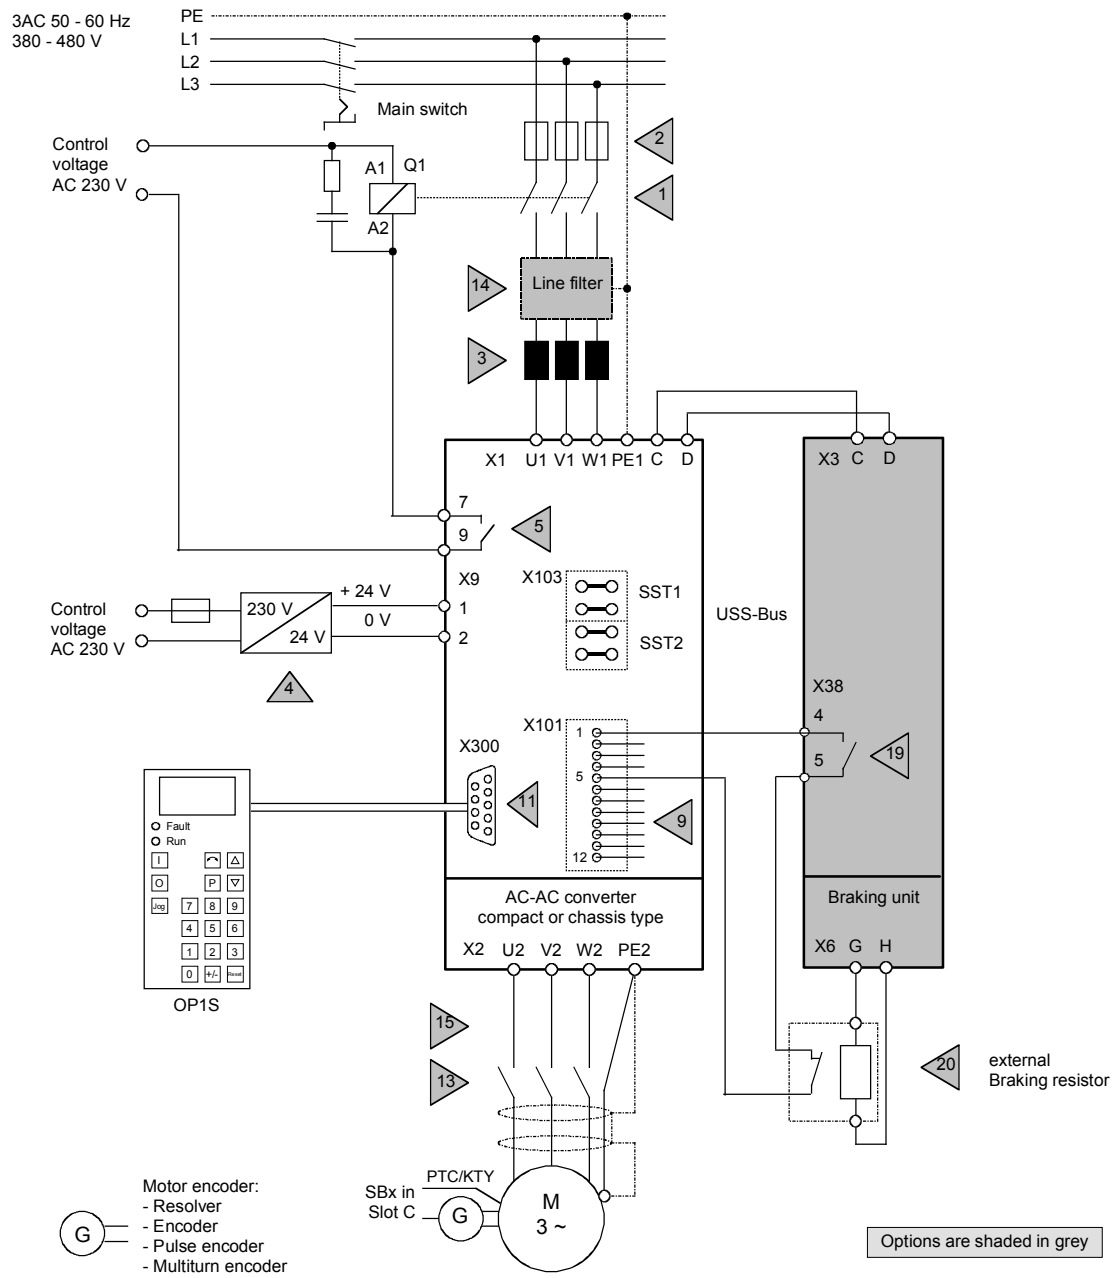 3AC 50 - 60 Hz
380 - 480 V
PE
L1
L2
L3
Main switch
Control
voltage
AC 230 V
A1
Q1
A2
2
1
14
Line filter
3
X1 U1 V1 W1 PE1 C D
X3 C D
7
9
5
X9
X103
SST1
SST2
USS-Bus
Control
voltage
AC 230 V
230 V
24 V
+ 24 V
0 V
1
2
4
X38
4
5
19
X101
1
5
12
9
X300
11
Fault
Run
I
O
P
Jog
7 8 9
4 5 6
1 2 3
0 +/- Reset
OP1S
AC-AC converter
compact or chassis type
X2 U2 V2 W2 PE2
Braking unit
X6 G H
15
13
20
external
Braking resistor
PTC/KTY
SBx in
Slot C
G
M
3 ~
G
Motor encoder:
- Resolver
- Encoder
- Pulse encoder
- Multiturn encoder
Options are shaded in grey